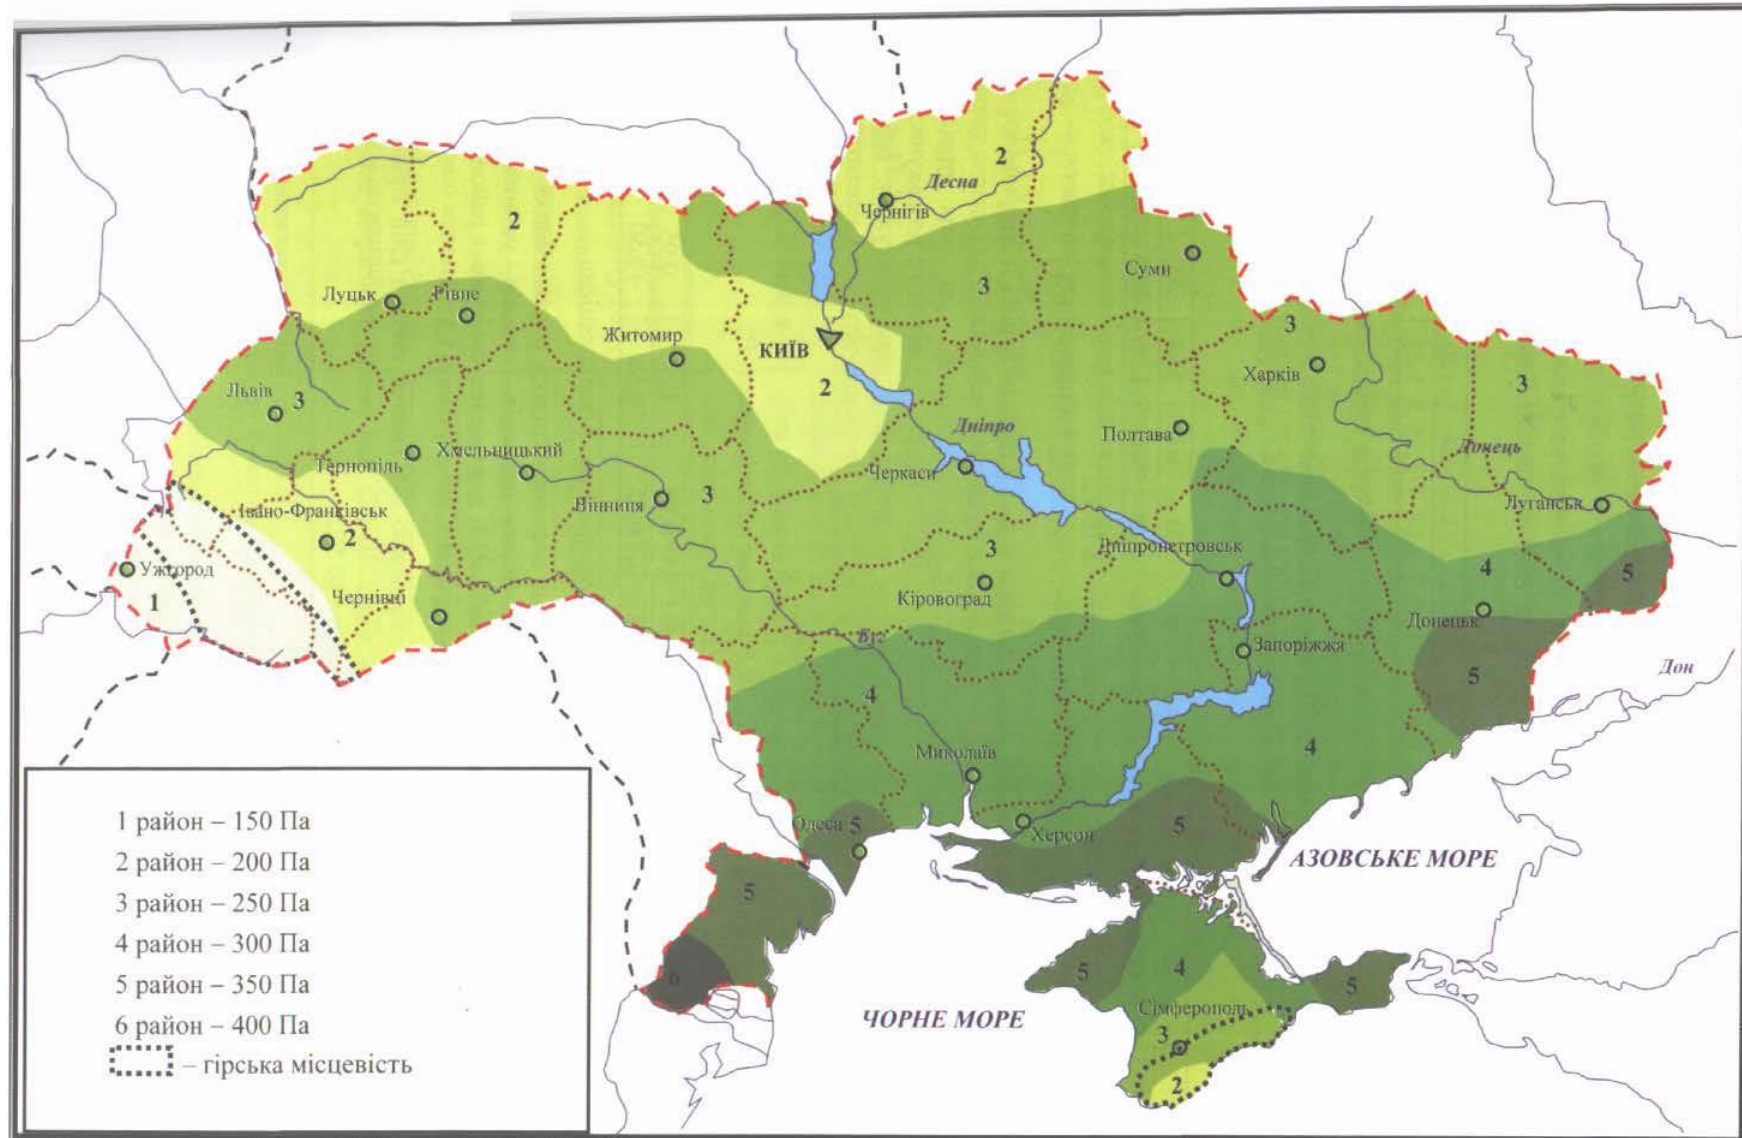 2
Десна
Чернігів
2
3
Суми
Луцьк
Рівне
3
Житомир
КИЇВ
Харків
3
Львів
3
2
Дніпро
Полтава
Донець
Тернопіль
Хмельницький
Черкаси
Вінниця
3
Луганськ
Івано-Франківськ
2
3
Дніпропетровськ
Ужгород
1
Чернівці
Кіровоград
4
5
Донецьк
Буг
Запоріжжя
5
Дон
4
Миколаїв
4
Одеса
5
Херсон
5
АЗОВСЬКЕ МОРЕ
5
6
5
4
5
Сімферополь
ЧОРНЕ МОРЕ
3
2
1 район – 150 Па
2 район – 200 Па
3 район – 250 Па
4 район – 300 Па
5 район – 350 Па
6 район – 400 Па
– гірська місцевість